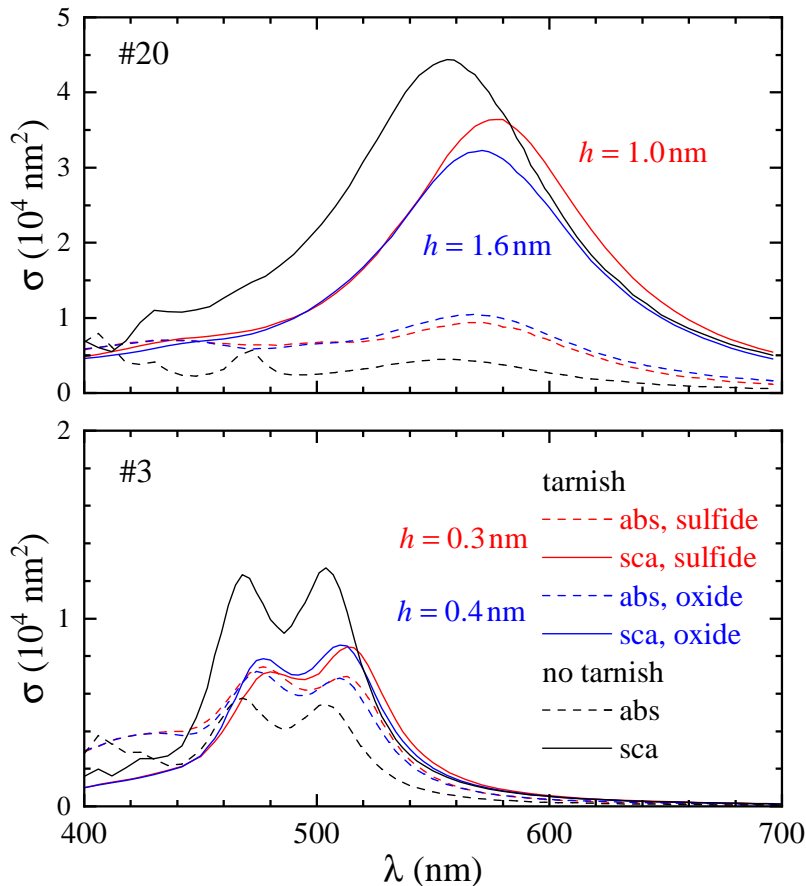 5
#20
4
3
h = 1.0 nm
2
h = 1.6 nm
1
0
σ (10⁴ nm²)
2
#3
tarnish
abs, sulfide
h = 0.3 nm
sca, sulfide
abs, oxide
h = 0.4 nm
sca, oxide
1
no tarnish
abs
sca
0
σ (10⁴ nm²)
400 500 600 700
λ (nm)